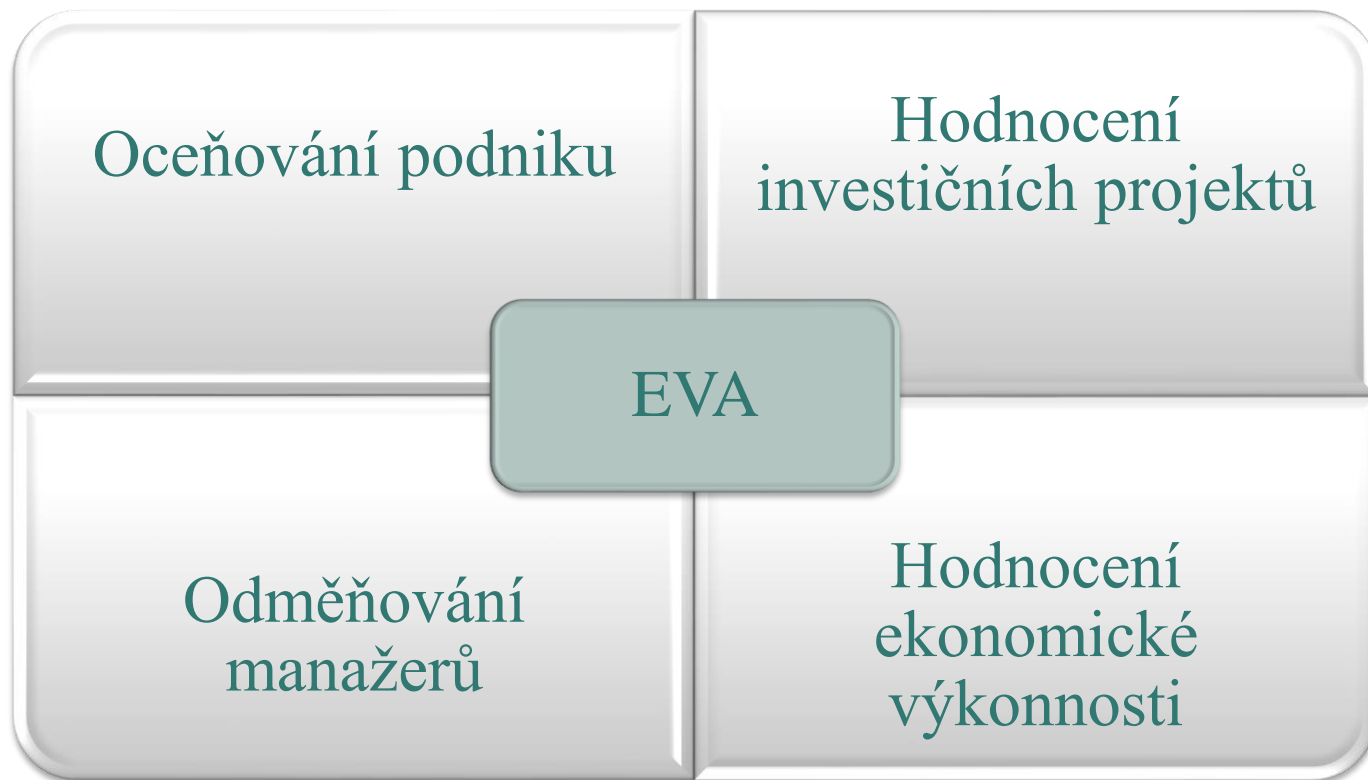 Oceňování podniku
Hodnocení
investičních projektů
EVA
Odměňování
manažerů
Hodnocení
ekonomické
výkonnosti